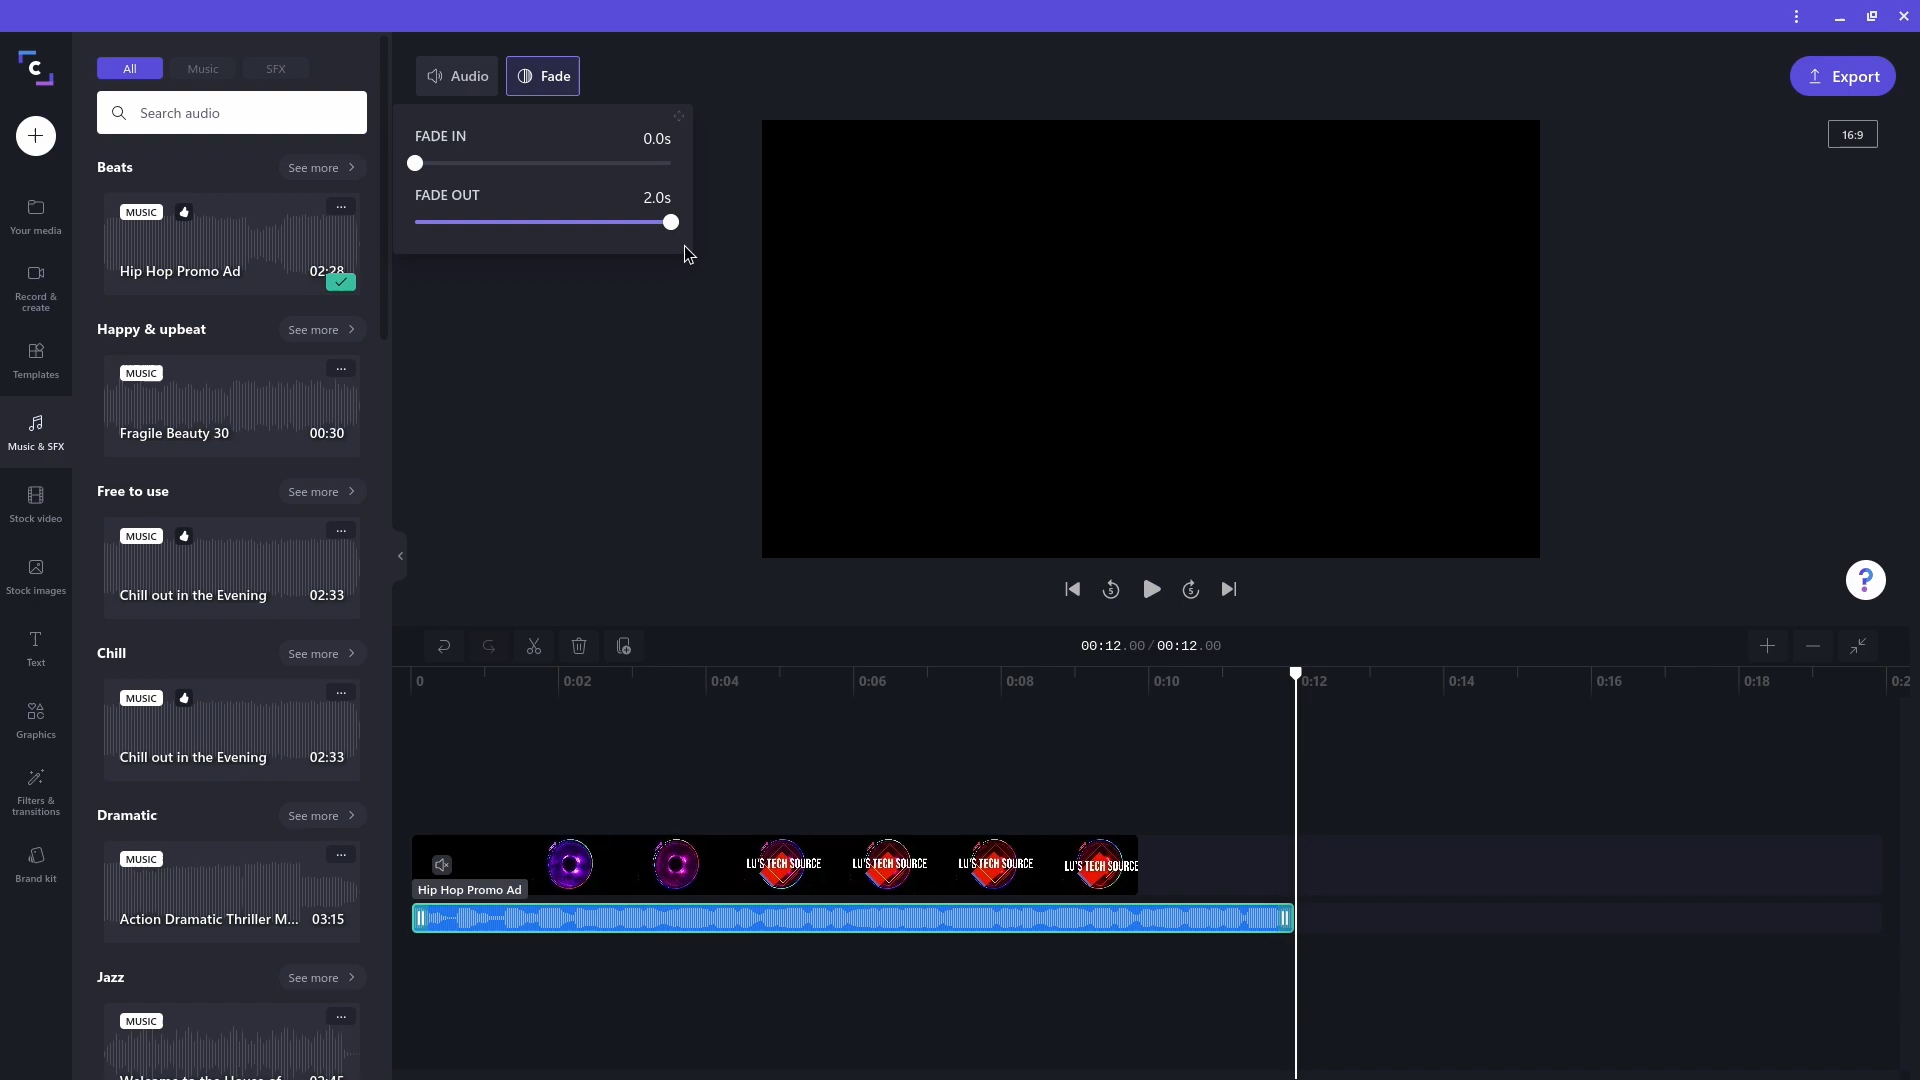 All
Music
SFX
Search audio
Beats
See more
MUSIC
Hip Hop Promo Ad
02:28
Happy & upbeat
See more
MUSIC
Fragile Beauty 30
00:30
Free to use
See more
MUSIC
Chill out in the Evening
02:33
Chill
See more
MUSIC
Chill out in the Evening
02:33
Dramatic
See more
MUSIC
Action Dramatic Thriller M...
03:15
Jazz
See more
MUSIC
Your media
Record &
create
Templates
Music & SFX
Stock video
Stock images
Text
Graphics
Filters &
transitions
Brand kit
Audio
Fade
Export
FADE IN
0.0s
FADE OUT
2.0s
16:9
5
5
?
00:12.00/00:12.00
0
0:02
0:04
0:06
0:08
0:10
0:12
0:14
0:16
0:18
0:2
LU'S TECH SOURCE
LU'S TECH SOURCE
LU'S TECH SOURCE
LU'S TECH SOURCE
Hip Hop Promo Ad